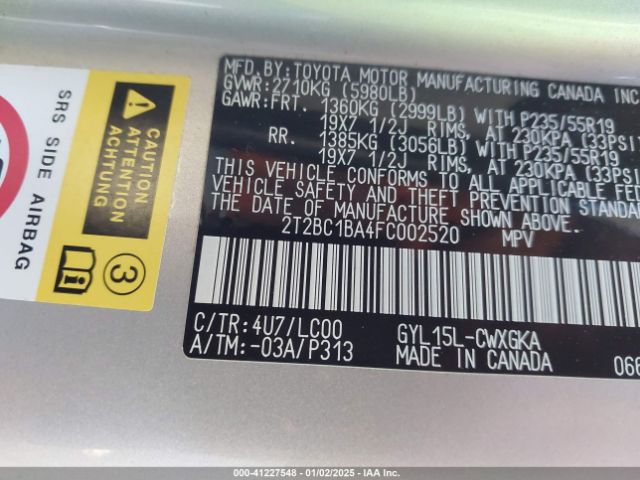 MFD.BY:TOYOTA MOTOR MANUFACTURING CANADA INC.
GVWR:2710KG (5980LB)
GAWR:FRT. 1360KG (2999LB) WITH P235/55R19
19X7 1/2J RIMS, AT 230KPA (33PSI
RR. 1385KG (3056LB) WITH P235/55R19
19X7 1/2J RIMS, AT 230KPA (33PSI
THIS VEHICLE CONFORMS TO ALL APPLICABLE
VEHICLE SAFETY AND THEFT PREVENTION
THE DATE OF MANUFACTURE SHOWN ABOVE.
2T2BC1BA4FC002520 MPV
C/TR:4U7/LC00 GYL15L-CWXGKA
A/TM:-03A/P313 MADE IN CANADA
SRS SIDE AIRBAG
CAUTION
ATTENTION
ACHTUNG
3
© 41227548 - 01/02/2025 - IAA Inc.